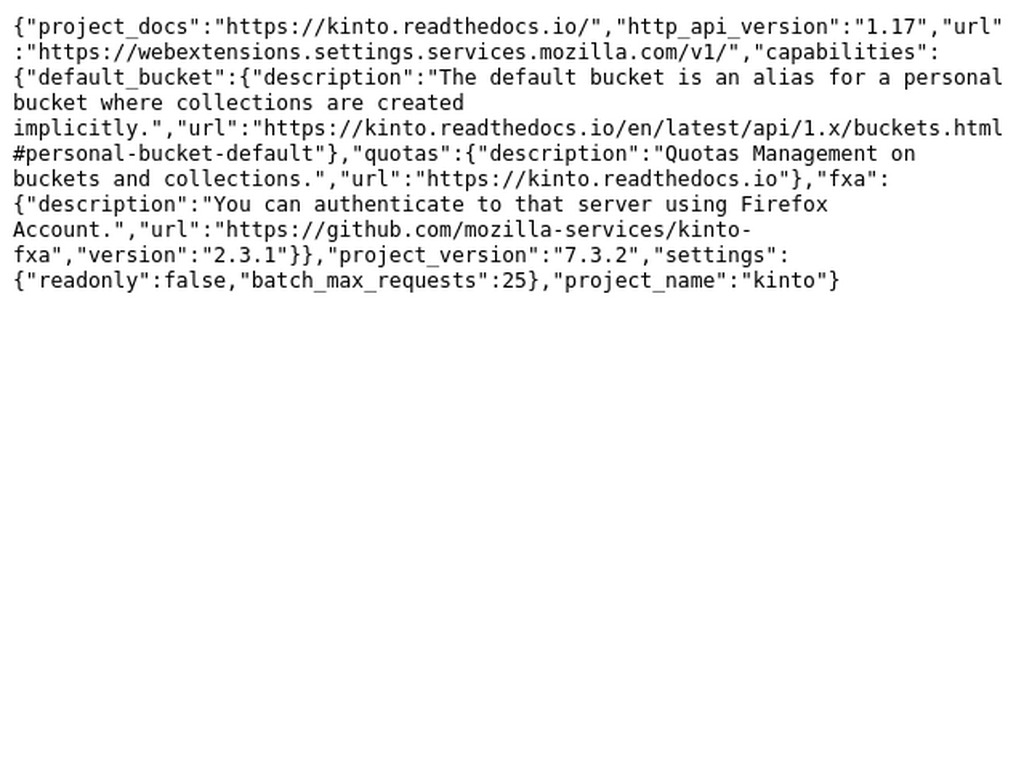 {"project_docs":"https://kinto.readthedocs.io/","http_api_version":"1.17","url"
:"https://webextensions.settings.services.mozilla.com/v1/","capabilities":
{"default_bucket":{"description":"The default bucket is an alias for a personal
bucket where collections are created
implicitly.","url":"https://kinto.readthedocs.io/en/latest/api/1.x/buckets.html
#personal-bucket-default"},"quotas":{"description":"Quotas Management on
buckets and collections.","url":"https://kinto.readthedocs.io"},"fxa":
{"description":"You can authenticate to that server using Firefox
Account.","url":"https://github.com/mozilla-services/kinto-
fxa","version":"2.3.1"}},"project_version":"7.3.2","settings":
{"readonly":false,"batch_max_requests":25},"project_name":"kinto"}